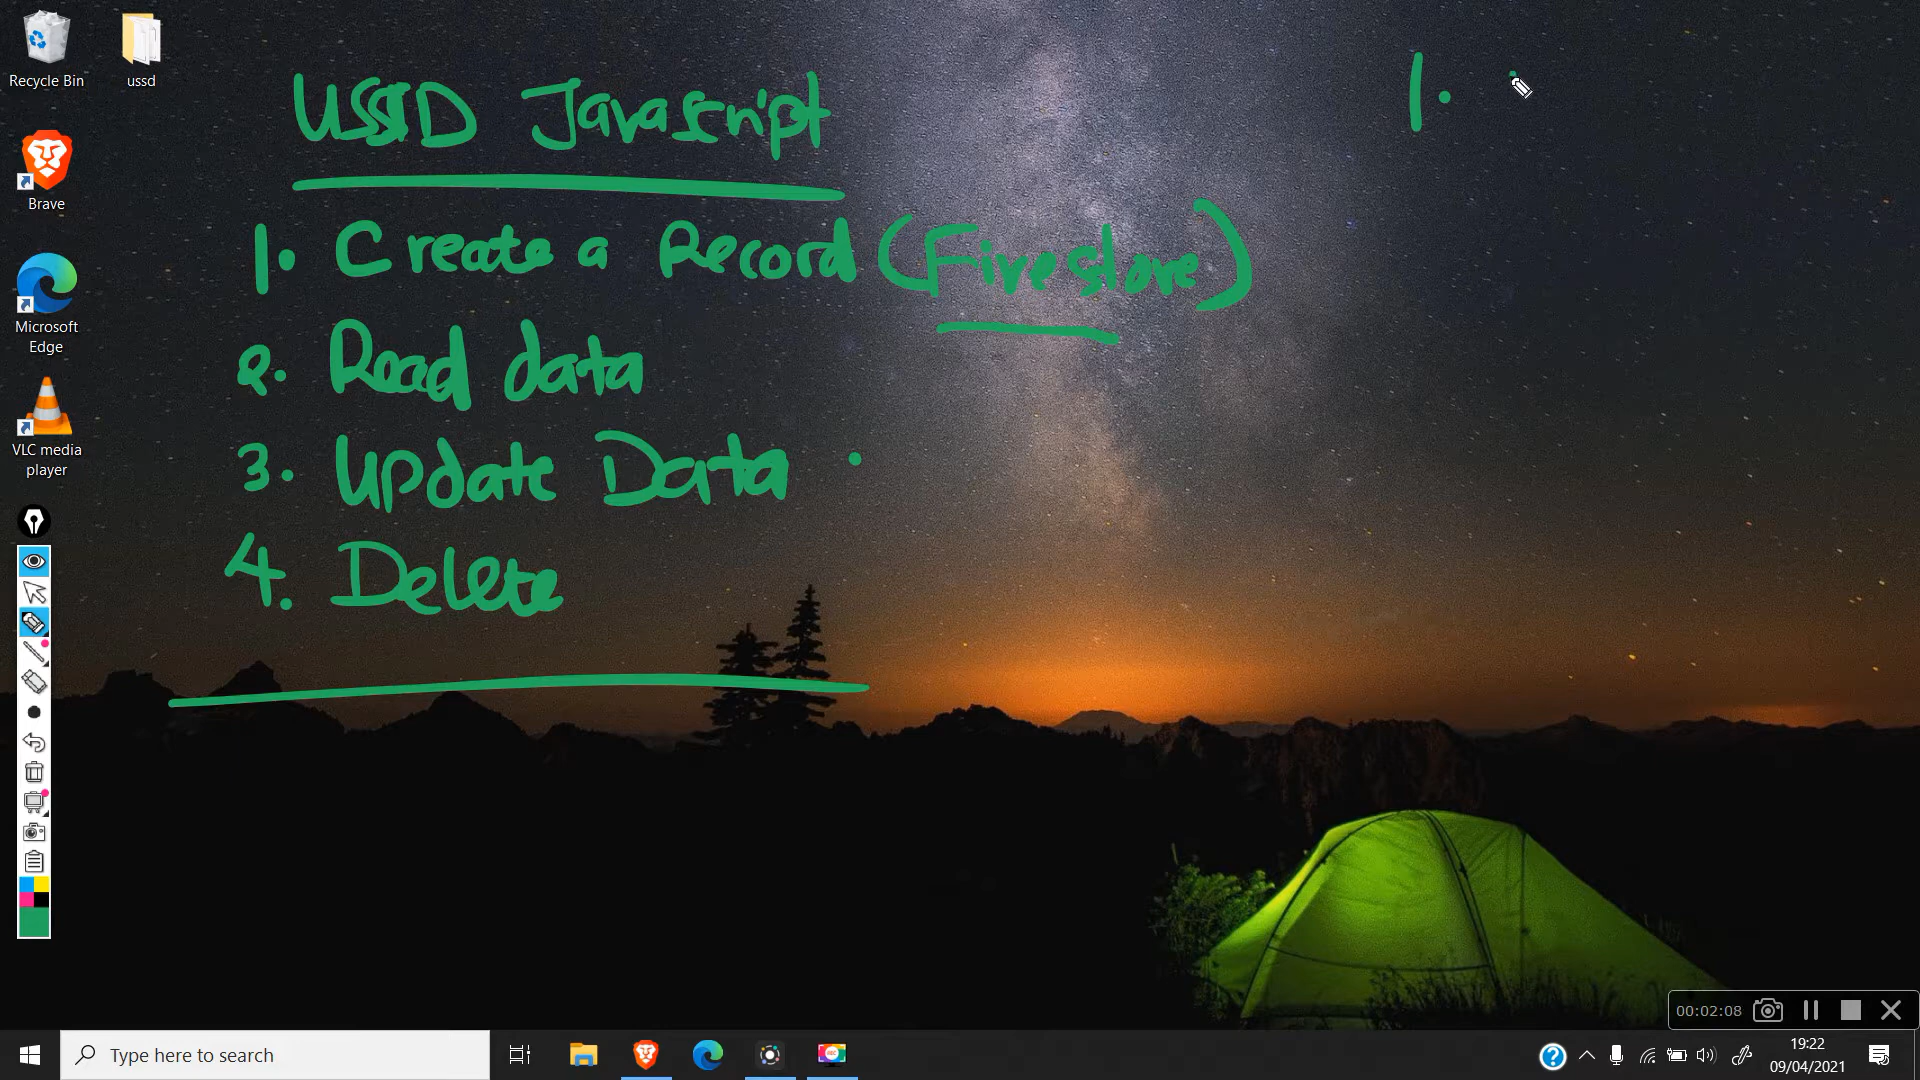 Recycle Bin
ussd
Brave
Microsoft
Edge
VLC media
player
USSD Javascript
1. Create a Record (Firestore)
2. Read data
3. Update Data .
4. Delete
1.
00:02:08
Type here to search
REC
19:22
09/04/2021